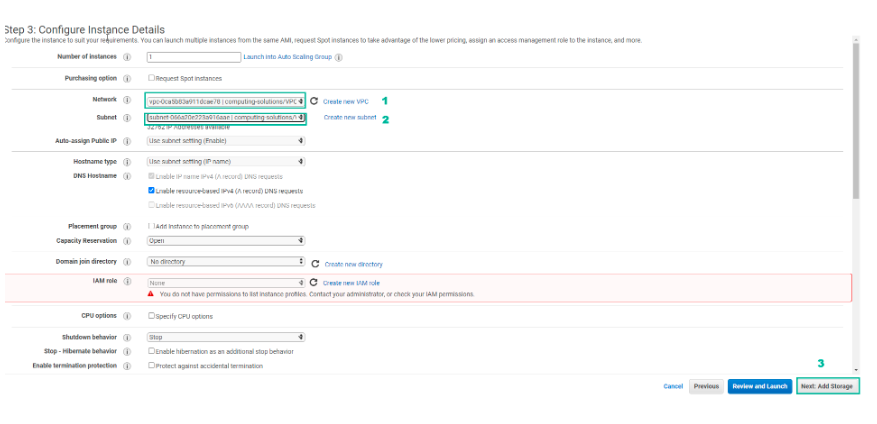 Step 3: Configure Instance Details
Configure the instance to suit your requirements. You can launch multiple instances from the same AMI, request Spot instances to take advantage of the lower pricing, assign an access management role to the instance, and more.
Number of instances 1 Launch into Auto Scaling Group
Purchasing option Request Spot instances
Network vpc-0ca5b83a911dcae78 | computing-solutions/VPC Create new VPC 1
Subnet subnet-066a20e223a916aae | computing-solutions/ Create new subnet 2
32762 IP Addresses available
Auto-assign Public IP Use subnet setting (Enable)
Hostname type Use subnet setting (IP name)
DNS Hostname Enable IP name IPv4 (A record) DNS requests
Enable resource-based IPv4 (A record) DNS requests
Enable resource-based IPv6 (AAAA record) DNS requests
Placement group Add instance to placement group
Capacity Reservation Open
Domain join directory No directory Create new directory
IAM role None Create new IAM role
You do not have permissions to list instance profiles. Contact your administrator, or check your IAM permissions.
CPU options Specify CPU options
Shutdown behavior Stop
Stop - Hibernate behavior Enable hibernation as an additional stop behavior
Enable termination protection Protect against accidental termination
3
Cancel Previous Review and Launch Next: Add Storage